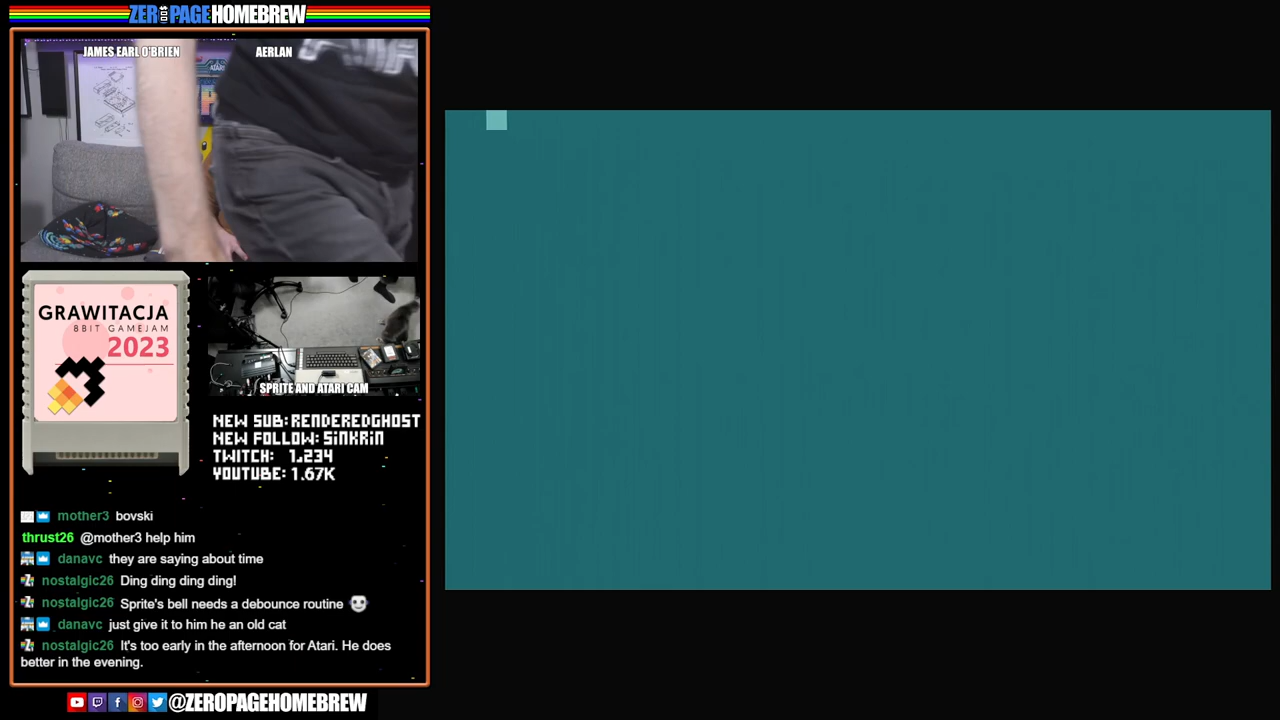 ZERO PAGE HOMEBREW
JAMES EARL O'BRIEN
AERLAN
ATARI
GRAWITACJA
8BIT GAMEJAM
2023
SPRITE AND ATARI CAM
NEW SUB: RENDEREDGHOST
NEW FOLLOW: SINKRIN
TWITCH: 1,234
YOUTUBE: 1.67K
mother3 bovski
thrust26 @mother3 help him
danavc they are saying about time
nostalgic26 Ding ding ding ding!
nostalgic26 Sprite's bell needs a debounce routine
danavc just give it to him he an old cat
nostalgic26 It's too early in the afternoon for Atari. He does
better in the evening.
@ZEROPAGEHOMEBREW